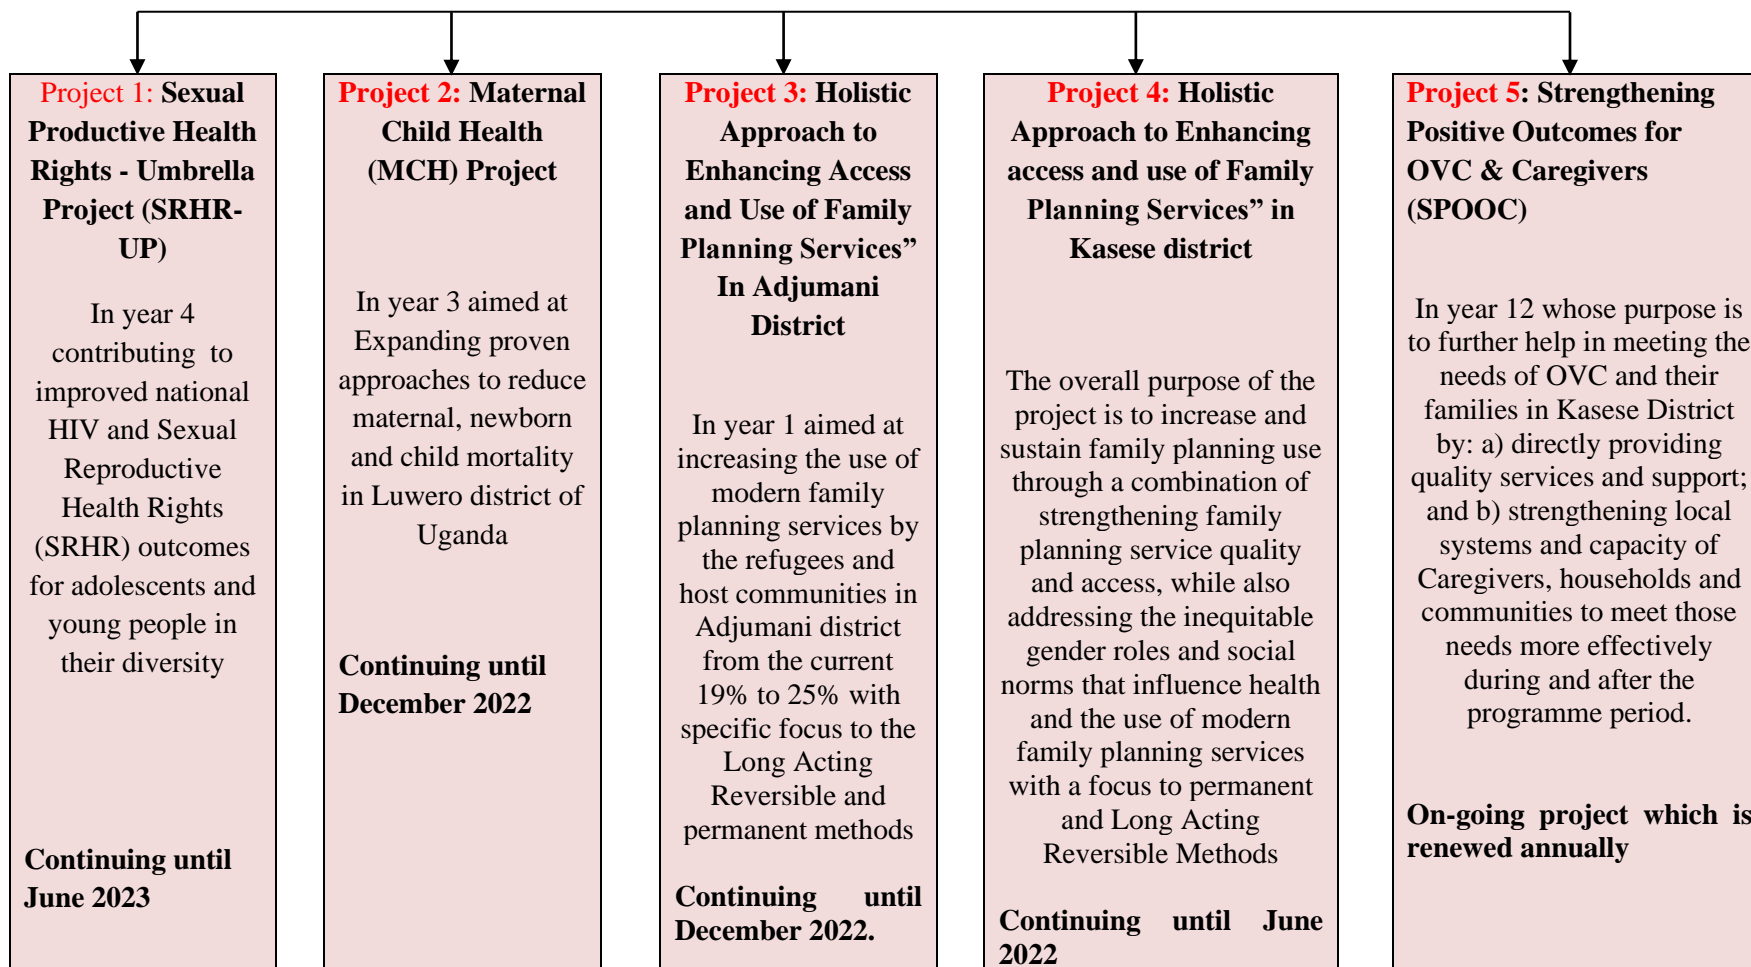 Project 1: Sexual
Productive Health
Rights - Umbrella
Project (SRHR-
UP)
In year 4
contributing to
improved national
HIV and Sexual
Reproductive
Health Rights
(SRHR) outcomes
for adolescents and
young people in
their diversity
Continuing until
June 2023
Project 2: Maternal
Child Health
(MCH) Project
In year 3 aimed at
Expanding proven
approaches to reduce
maternal, newborn
and child mortality
in Luwero district of
Uganda
Continuing until
December 2022
Project 3: Holistic
Approach to
Enhancing Access
and Use of Family
Planning Services”
In Adjumani
District
In year 1 aimed at
increasing the use of
modern family
planning services by
the refugees and
host communities in
Adjumani district
from the current
19% to 25% with
specific focus to the
Long Acting
Reversible and
permanent methods
Continuing until
December 2022.
Project 4: Holistic
Approach to Enhancing
access and use of Family
Planning Services” in
Kasese district
The overall purpose of the
project is to increase and
sustain family planning use
through a combination of
strengthening family
planning service quality
and access, while also
addressing the inequitable
gender roles and social
norms that influence health
and the use of modern
family planning services
with a focus to permanent
and Long Acting
Reversible Methods
Continuing until June
2022
Project 5: Strengthening
Positive Outcomes for
OVC & Caregivers
(SPOOC)
In year 12 whose purpose is
to further help in meeting the
needs of OVC and their
families in Kasese District
by: a) directly providing
quality services and support;
and b) strengthening local
systems and capacity of
Caregivers, households and
communities to meet those
needs more effectively
during and after the
programme period.
On-going project which is
renewed annually